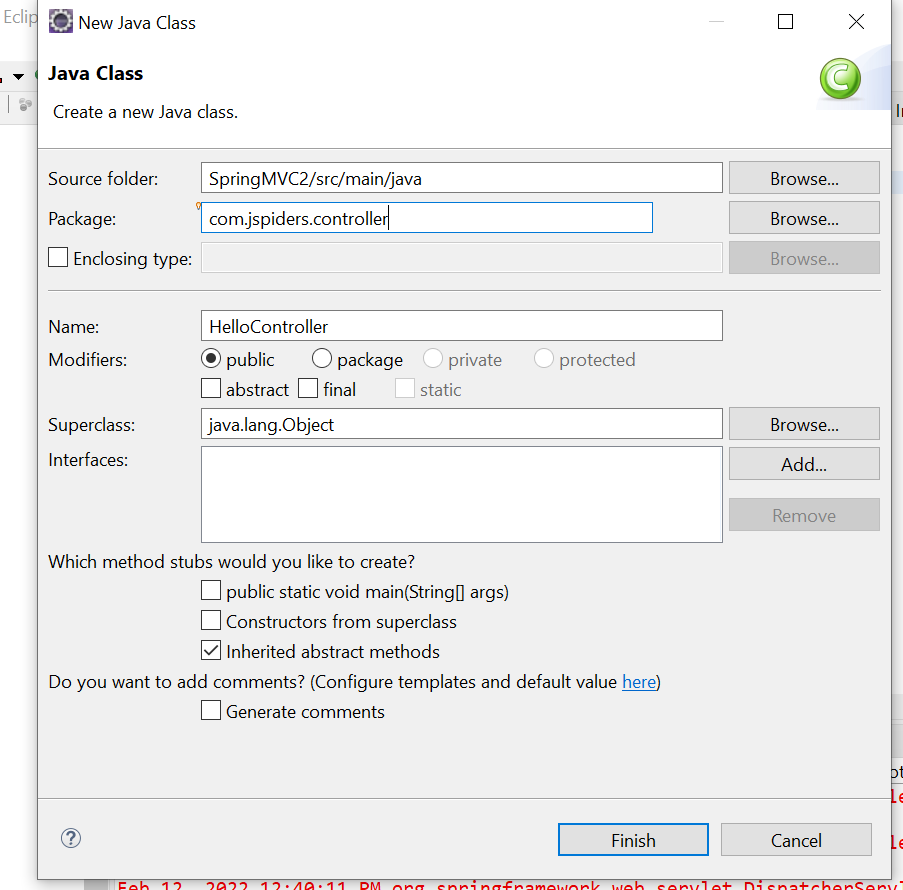 Eclip
New Java Class
Java Class
Create a new Java class.
Source folder: SpringMVC2/src/main/java Browse...
Package: com.jspiders.controller Browse...
Enclosing type: Browse...
Name: HelloController
Modifiers: public package private protected
abstract final static
Superclass: java.lang.Object Browse...
Interfaces: Add...
Remove
Which method stubs would you like to create?
public static void main(String[] args)
Constructors from superclass
Inherited abstract methods
Do you want to add comments? (Configure templates and default value here)
Generate comments
Finish Cancel
Feb 12, 2022 12:40:11 PM org.springframework.web.servlet.DispatcherServl